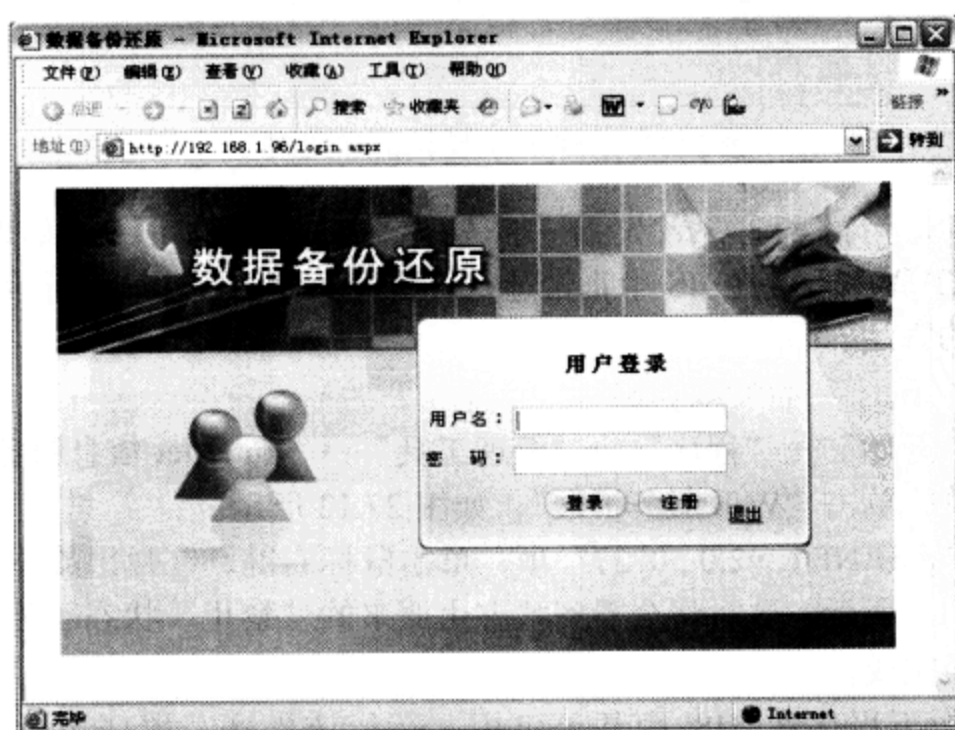 数据备份还原 - Microsoft Internet Explorer
文件(F) 编辑(E) 查看(V) 收藏(A) 工具(T) 帮助(H)
后退 搜索 收藏夹 链接 »
地址(D) http://192.168.1.96/login.aspx 转到
数据备份还原
用户登录
用户名：
密 码：
登录 注册 退出
完毕 Internet